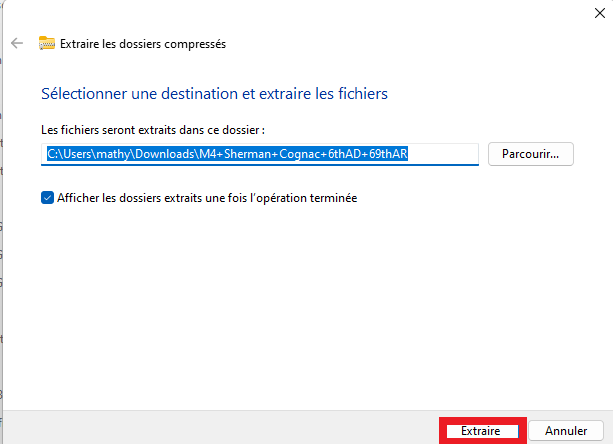 Extraire les dossiers compressés
Sélectionner une destination et extraire les fichiers
Les fichiers seront extraits dans ce dossier :
C:\Users\mathy\Downloads\M4+Sherman+Cognac+6thAD+69thAR
Parcourir...
Afficher les dossiers extraits une fois l'opération terminée
Extraire
Annuler